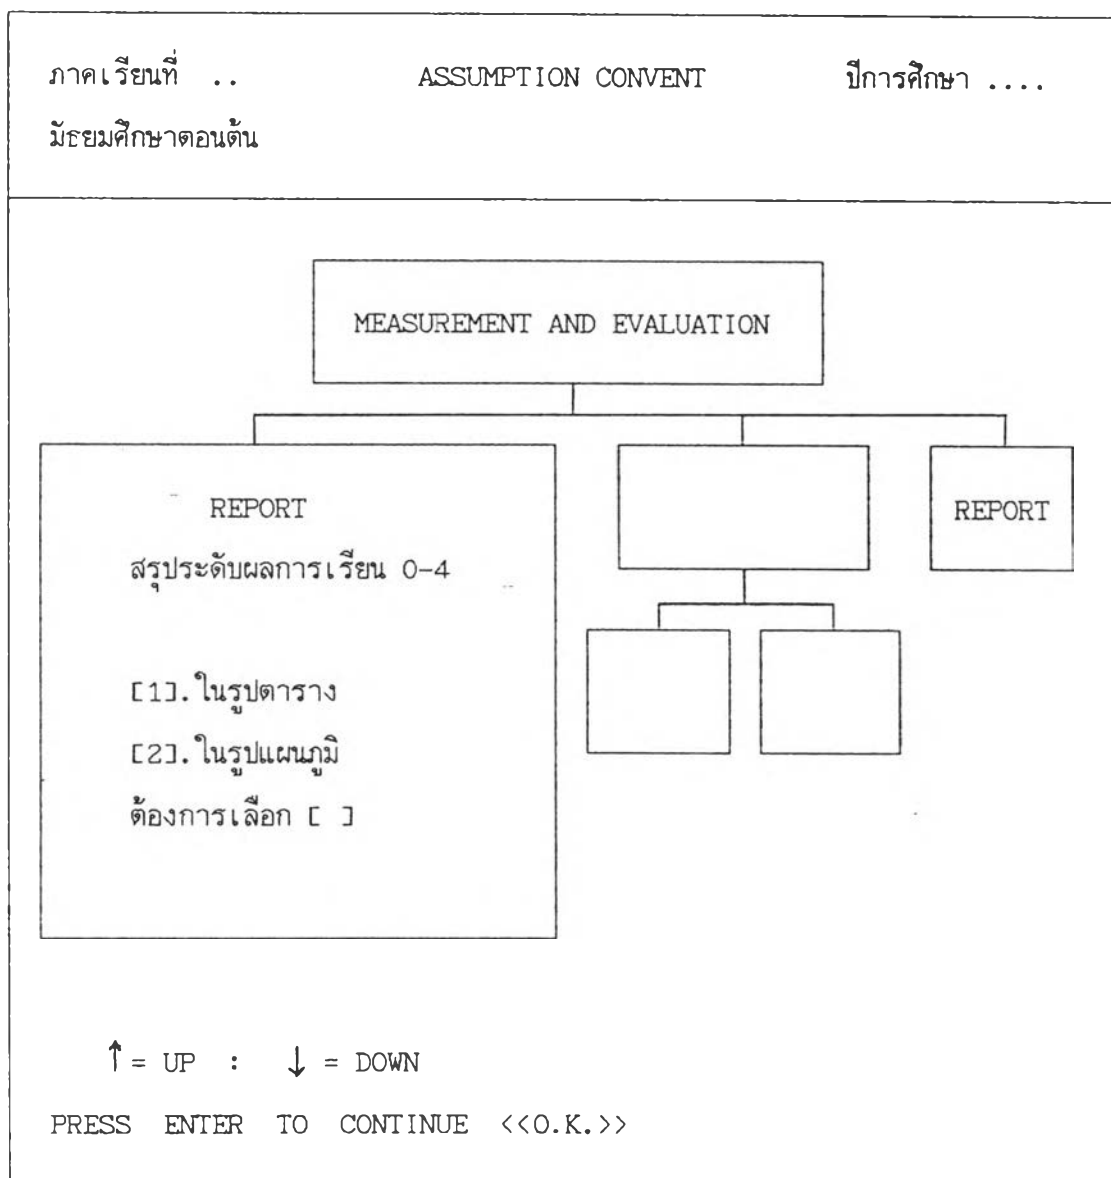 ภาคเรียนที่ .. ASSUMPTION CONVENT ปีการศึกษา ....
มัธยมศึกษาตอนต้น
MEASUREMENT AND EVALUATION
REPORT
สรุประดับผลการเรียน 0-4
[1].ในรูปตาราง
[2].ในรูปแผนภูมิ
ต้องการเลือก [ ]
REPORT
↑= UP : ↓ = DOWN
PRESS ENTER TO CONTINUE <<O.K.>>